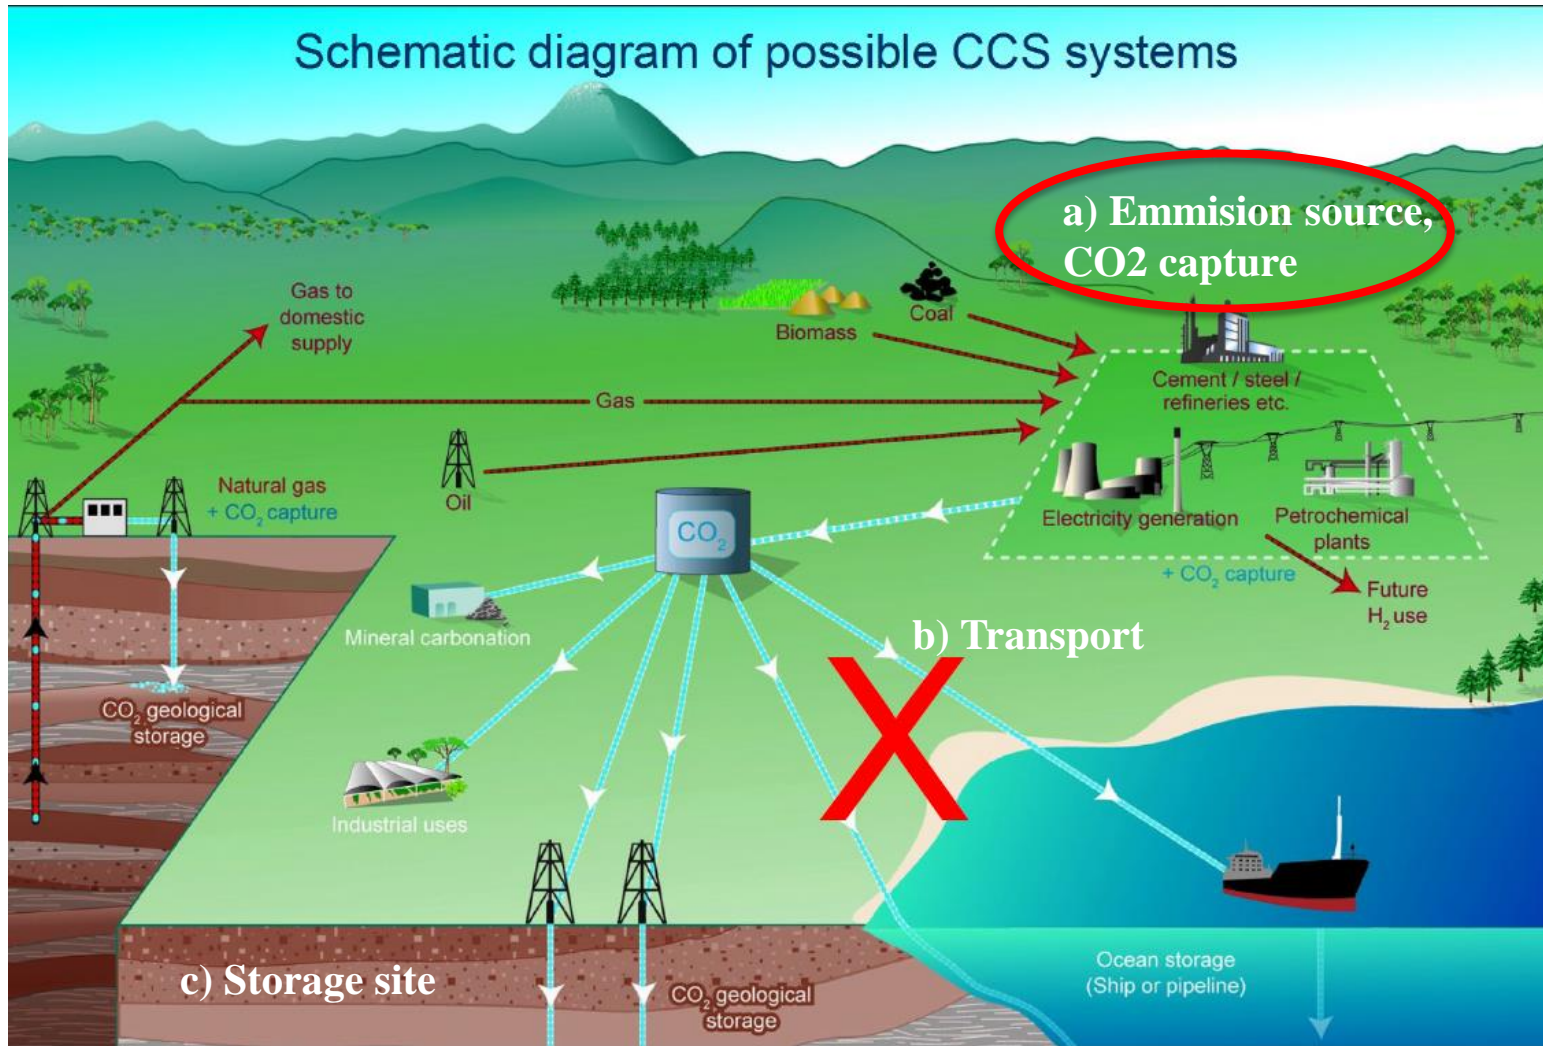 Schematic diagram of possible CCS systems
a) Emmision source,
CO2 capture
Gas to
domestic
supply
Biomass
Coal
Cement / steel /
refineries etc.
Gas
Oil
Natural gas
+ CO₂ capture
CO₂
Electricity generation
Petrochemical
plants
+ CO₂ capture
Future
H₂ use
Mineral carbonation
b) Transport
X
CO₂ geological
storage
Industrial uses
c) Storage site
CO₂ geological
storage
Ocean storage
(Ship or pipeline)